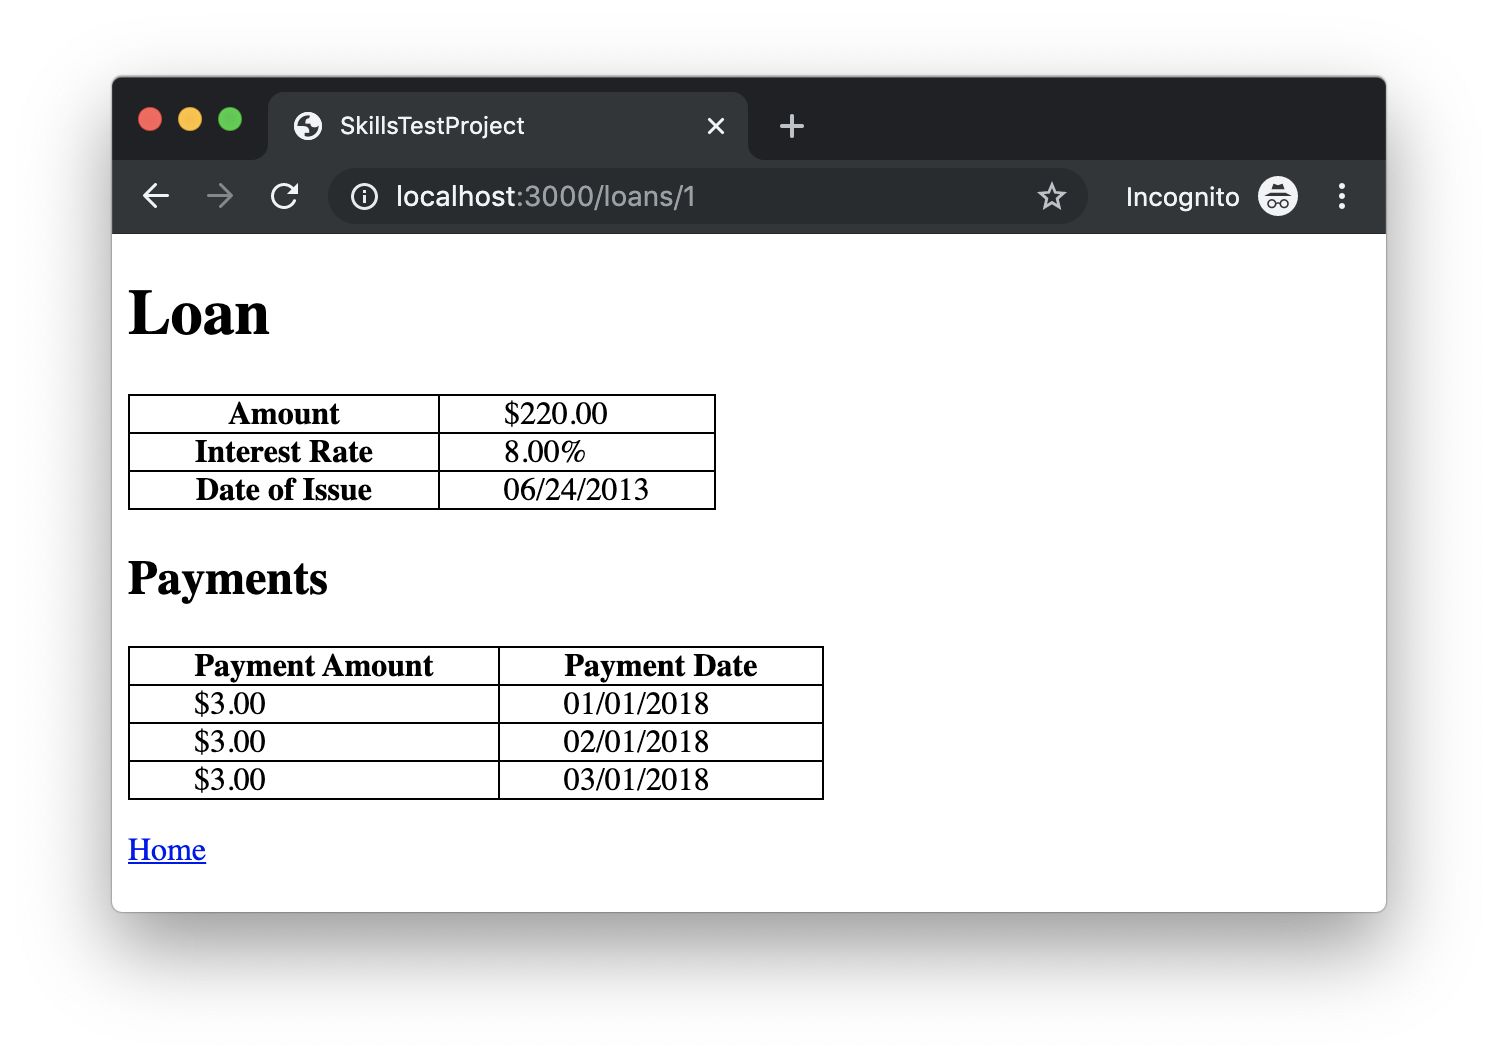 SkillsTestProject
localhost:3000/loans/1 Incognito
Loan
Amount $220.00
Interest Rate 8.00%
Date of Issue 06/24/2013
Payments
Payment Amount Payment Date
$3.00 01/01/2018
$3.00 02/01/2018
$3.00 03/01/2018
Home